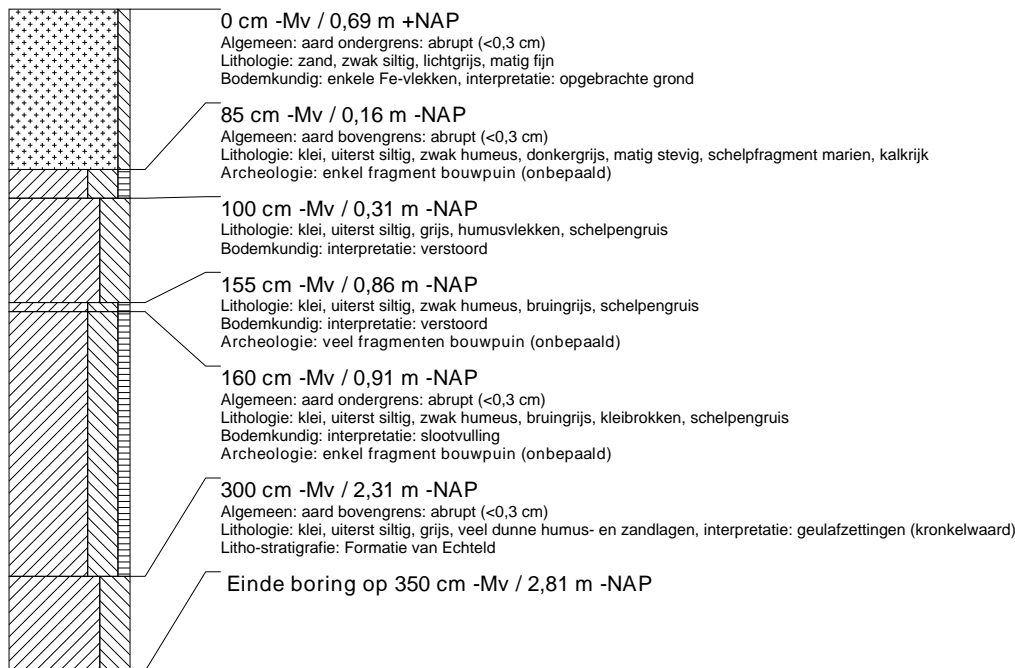 0 cm -Mv / 0,69 m +NAP
Algemeen: aard ondergrens: abrupt (<0,3 cm)
Lithologie: zand, zwak siltig, lichtgrijs, matig fijn
Bodemkundig: enkele Fe-vlekken, interpretatie: opgebrachte grond
85 cm -Mv / 0,16 m -NAP
Algemeen: aard bovengrens: abrupt (<0,3 cm)
Lithologie: klei, uiterst siltig, zwak humeus, donkergrijs, matig stevig, schelpfragment marien, kalkrijk
Archeologie: enkel fragment bouwpuin (onbepaald)
100 cm -Mv / 0,31 m -NAP
Lithologie: klei, uiterst siltig, grijs, humusvlekken, schelpengruis
Bodemkundig: interpretatie: verstoord
155 cm -Mv / 0,86 m -NAP
Lithologie: klei, uiterst siltig, zwak humeus, bruingrijs, schelpengruis
Bodemkundig: interpretatie: verstoord
Archeologie: veel fragmenten bouwpuin (onbepaald)
160 cm -Mv / 0,91 m -NAP
Algemeen: aard ondergrens: abrupt (<0,3 cm)
Lithologie: klei, uiterst siltig, zwak humeus, bruingrijs, kleibrokken, schelpengruis
Bodemkundig: interpretatie: slootvulling
Archeologie: enkel fragment bouwpuin (onbepaald)
300 cm -Mv / 2,31 m -NAP
Algemeen: aard bovengrens: abrupt (<0,3 cm)
Lithologie: klei, uiterst siltig, grijs, veel dunne humus- en zandlagen, interpretatie: geulafzettingen (kronkelwaard)
Litho-stratigrafie: Formatie van Echteld
Einde boring op 350 cm -Mv / 2,81 m -NAP